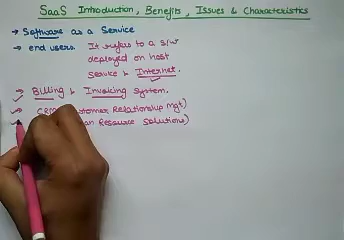 SaaS Introduction, Benefits, Issues & Characteristics
→ Software as a Service
→ end users It refers to a s/w
deployed on host
Service & Internet.
→ Billing & Invoicing System.
CRM Customer Relationship Mgt)
Resource Solutions)